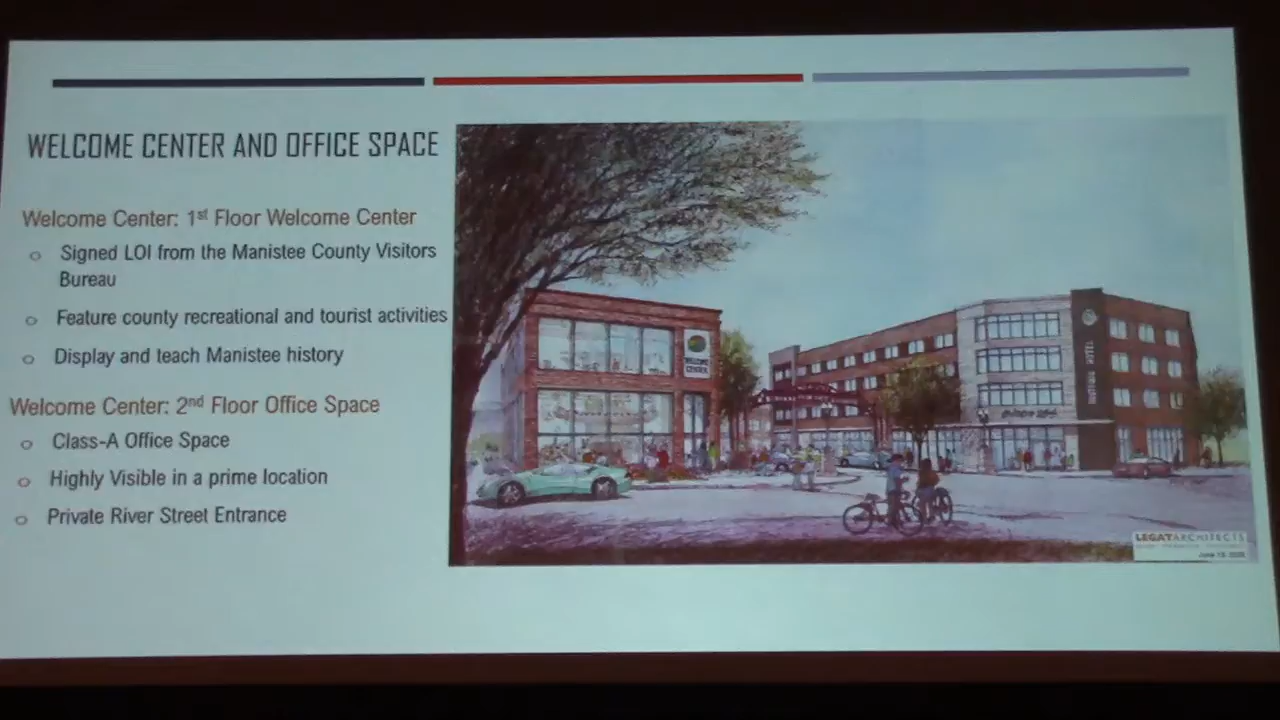 WELCOME CENTER AND OFFICE SPACE
Welcome Center: 1st Floor Welcome Center
o Signed LOI from the Manistee County Visitors
Bureau
o Feature county recreational and tourist activities
o Display and teach Manistee history
Welcome Center: 2nd Floor Office Space
o Class-A Office Space
o Highly Visible in a prime location
o Private River Street Entrance
WELCOME
CENTER
HOTEL
LEGATARCHITECTS